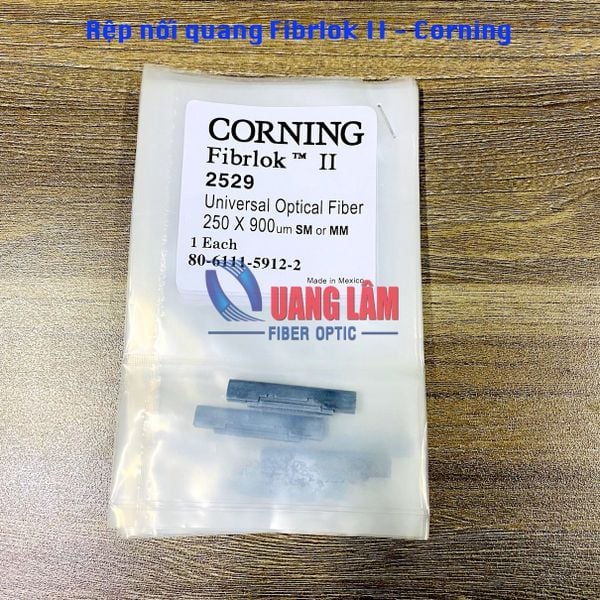 Rệp nối quang Fibrlok II - Corning
CORNING
Fibrlok™ II
2529
Universal Optical Fiber
250 X 900um SM or MM
1 Each
80-6111-5912-2
Made in Mexico
QUANG LÂM
FIBER OPTIC